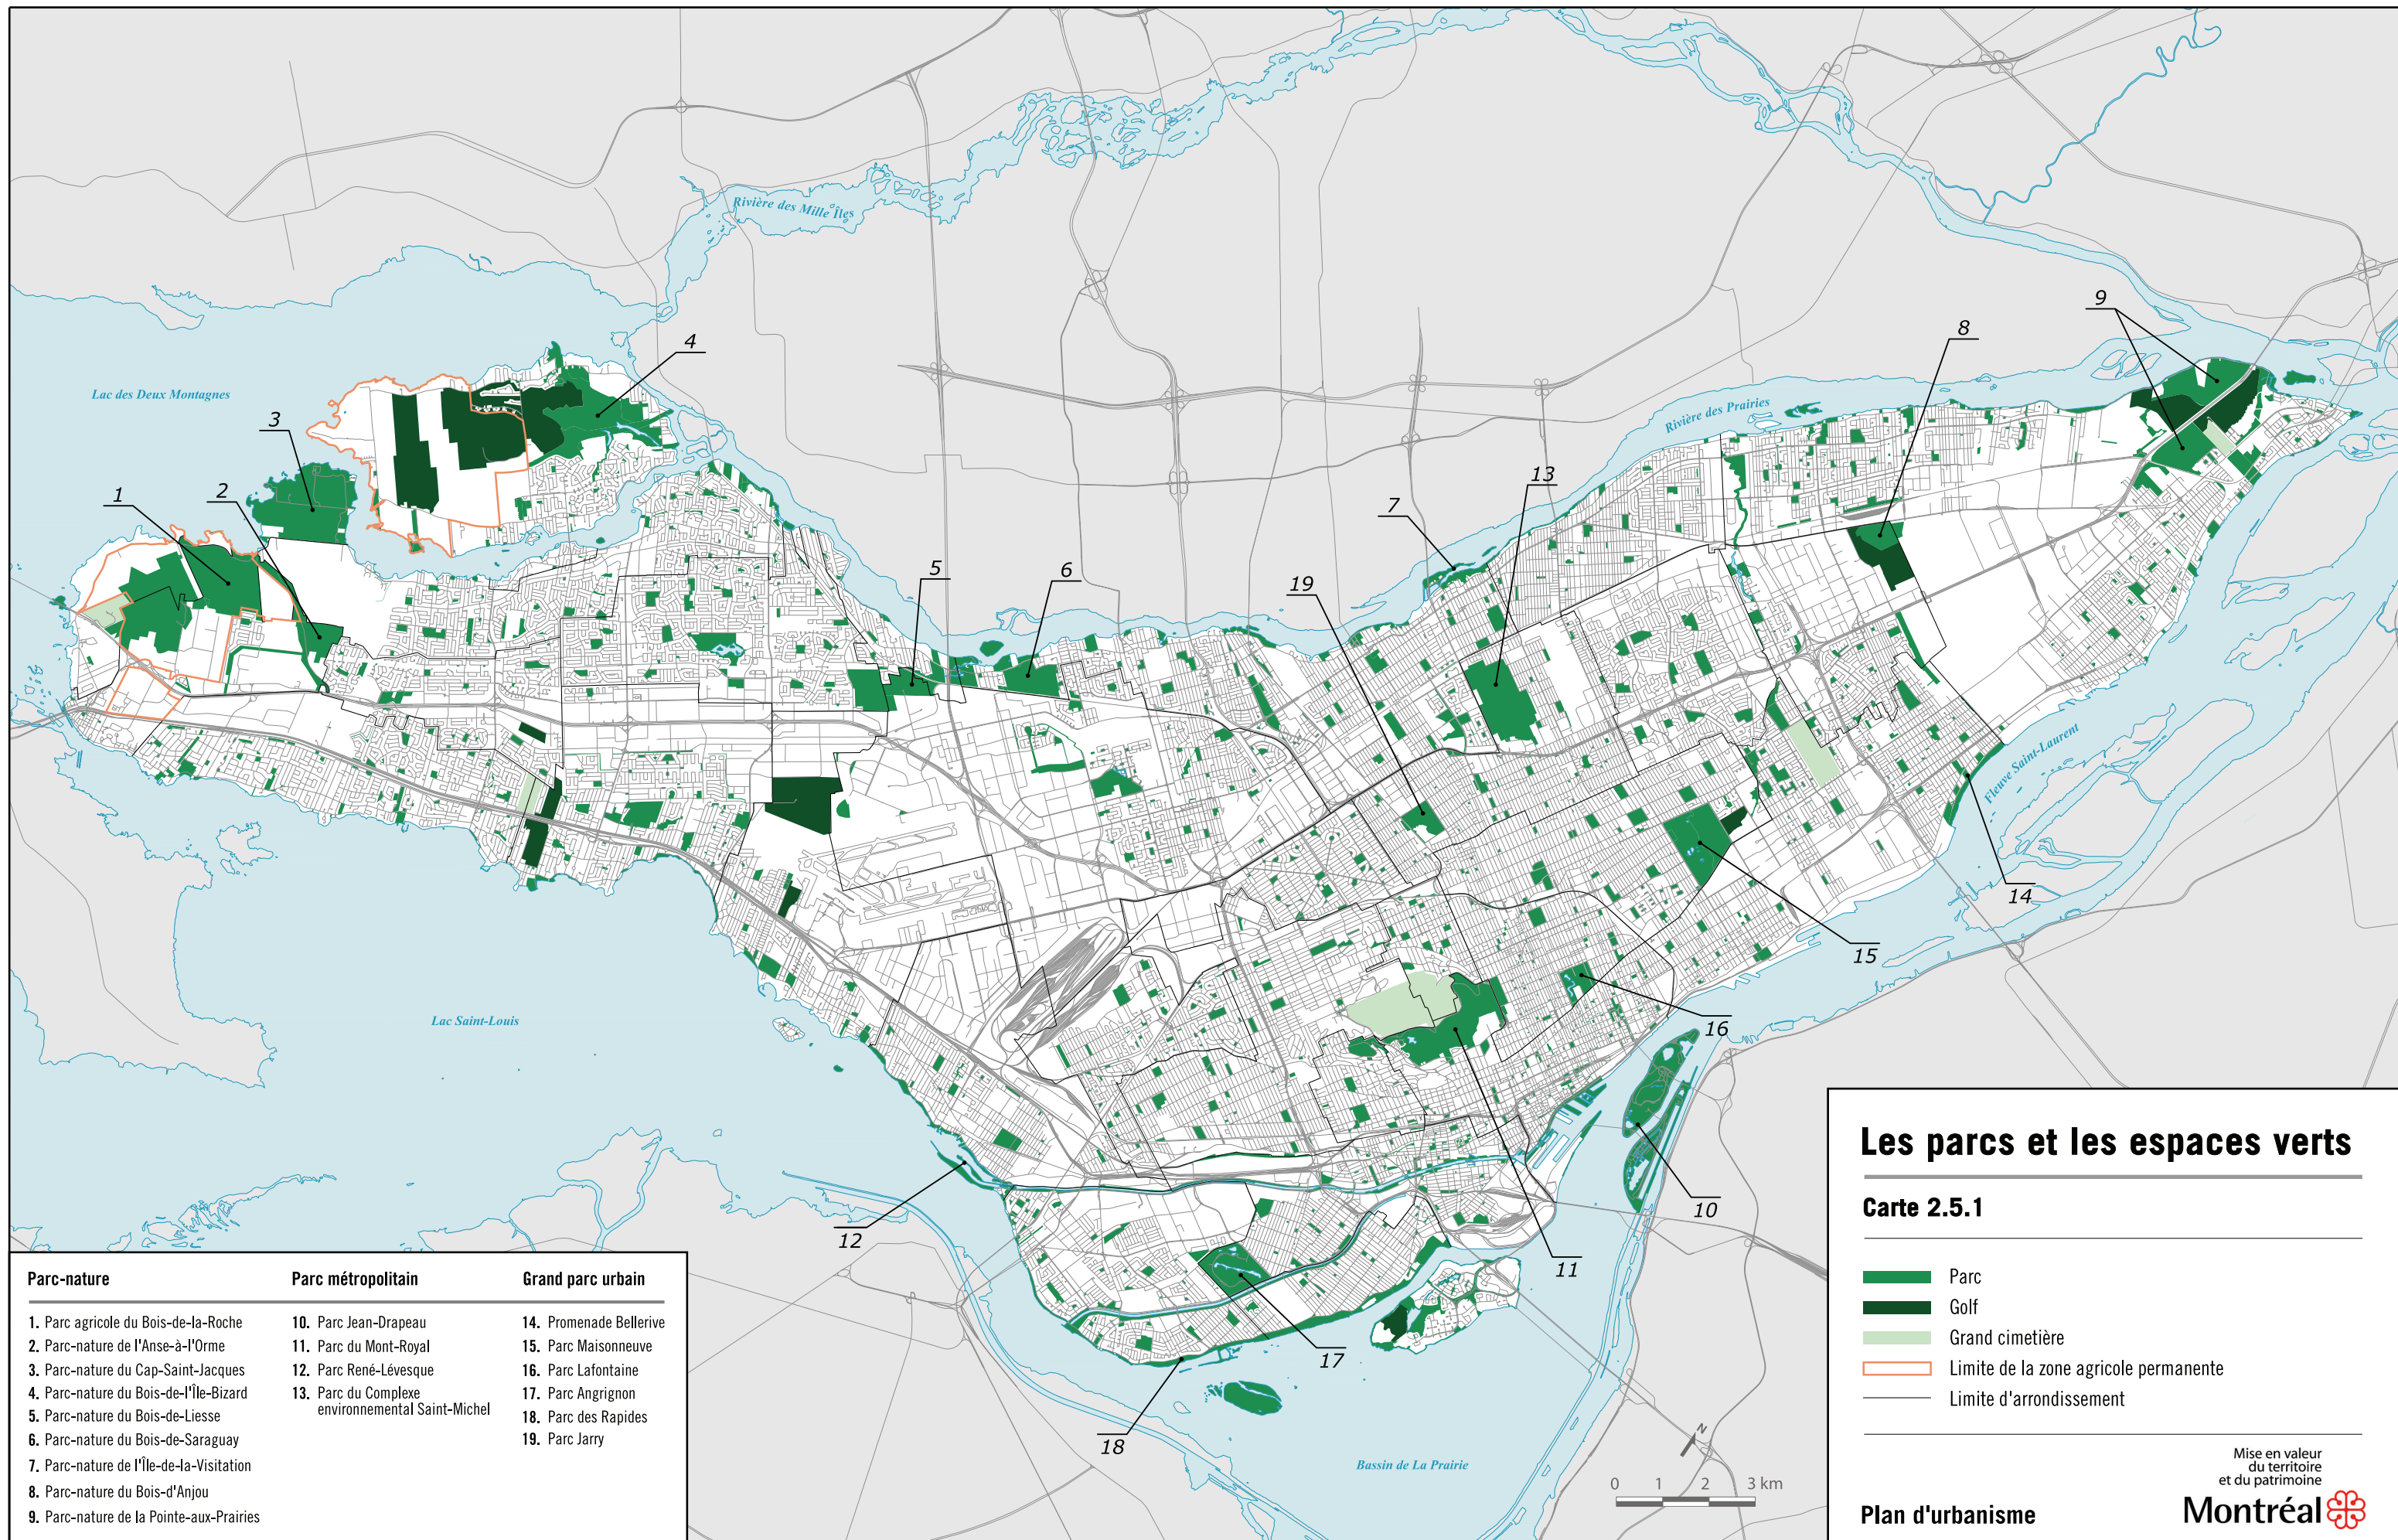 Rivière des Mille Îles
Lac des Deux Montagnes
Rivière des Prairies
Fleuve Saint-Laurent
Lac Saint-Louis
Bassin de La Prairie
1
2
3
4
5
6
7
8
9
13
19
14
15
16
10
11
12
17
18
N
0 1 2 3 km
Parc-nature
1. Parc agricole du Bois-de-la-Roche
2. Parc-nature de l'Anse-à-l'Orme
3. Parc-nature du Cap-Saint-Jacques
4. Parc-nature du Bois-de-l'Île-Bizard
5. Parc-nature du Bois-de-Liesse
6. Parc-nature du Bois-de-Saraguay
7. Parc-nature de l'Île-de-la-Visitation
8. Parc-nature du Bois-d'Anjou
9. Parc-nature de la Pointe-aux-Prairies
Parc métropolitain
10. Parc Jean-Drapeau
11. Parc du Mont-Royal
12. Parc René-Lévesque
13. Parc du Complexe
environnemental Saint-Michel
Grand parc urbain
14. Promenade Bellerive
15. Parc Maisonneuve
16. Parc Lafontaine
17. Parc Angrignon
18. Parc des Rapides
19. Parc Jarry
Les parcs et les espaces verts
Carte 2.5.1
Parc
Golf
Grand cimetière
Limite de la zone agricole permanente
Limite d'arrondissement
Mise en valeur
du territoire
et du patrimoine
Plan d'urbanisme
Montréal